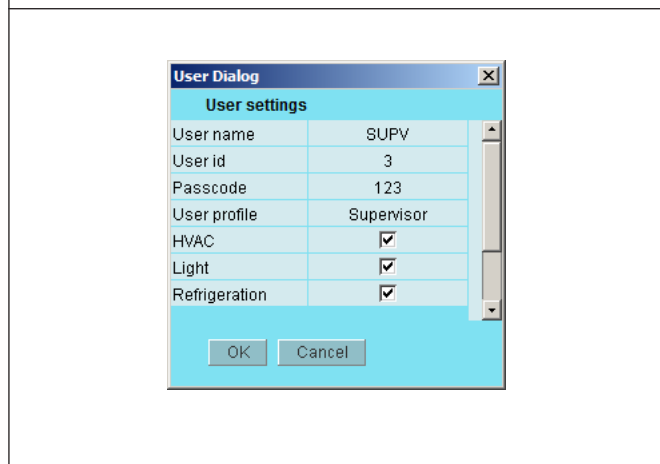 User Dialog
User settings
User name SUPV
User id 3
Passcode 123
User profile Supervisor
HVAC
Light
Refrigeration
OK Cancel